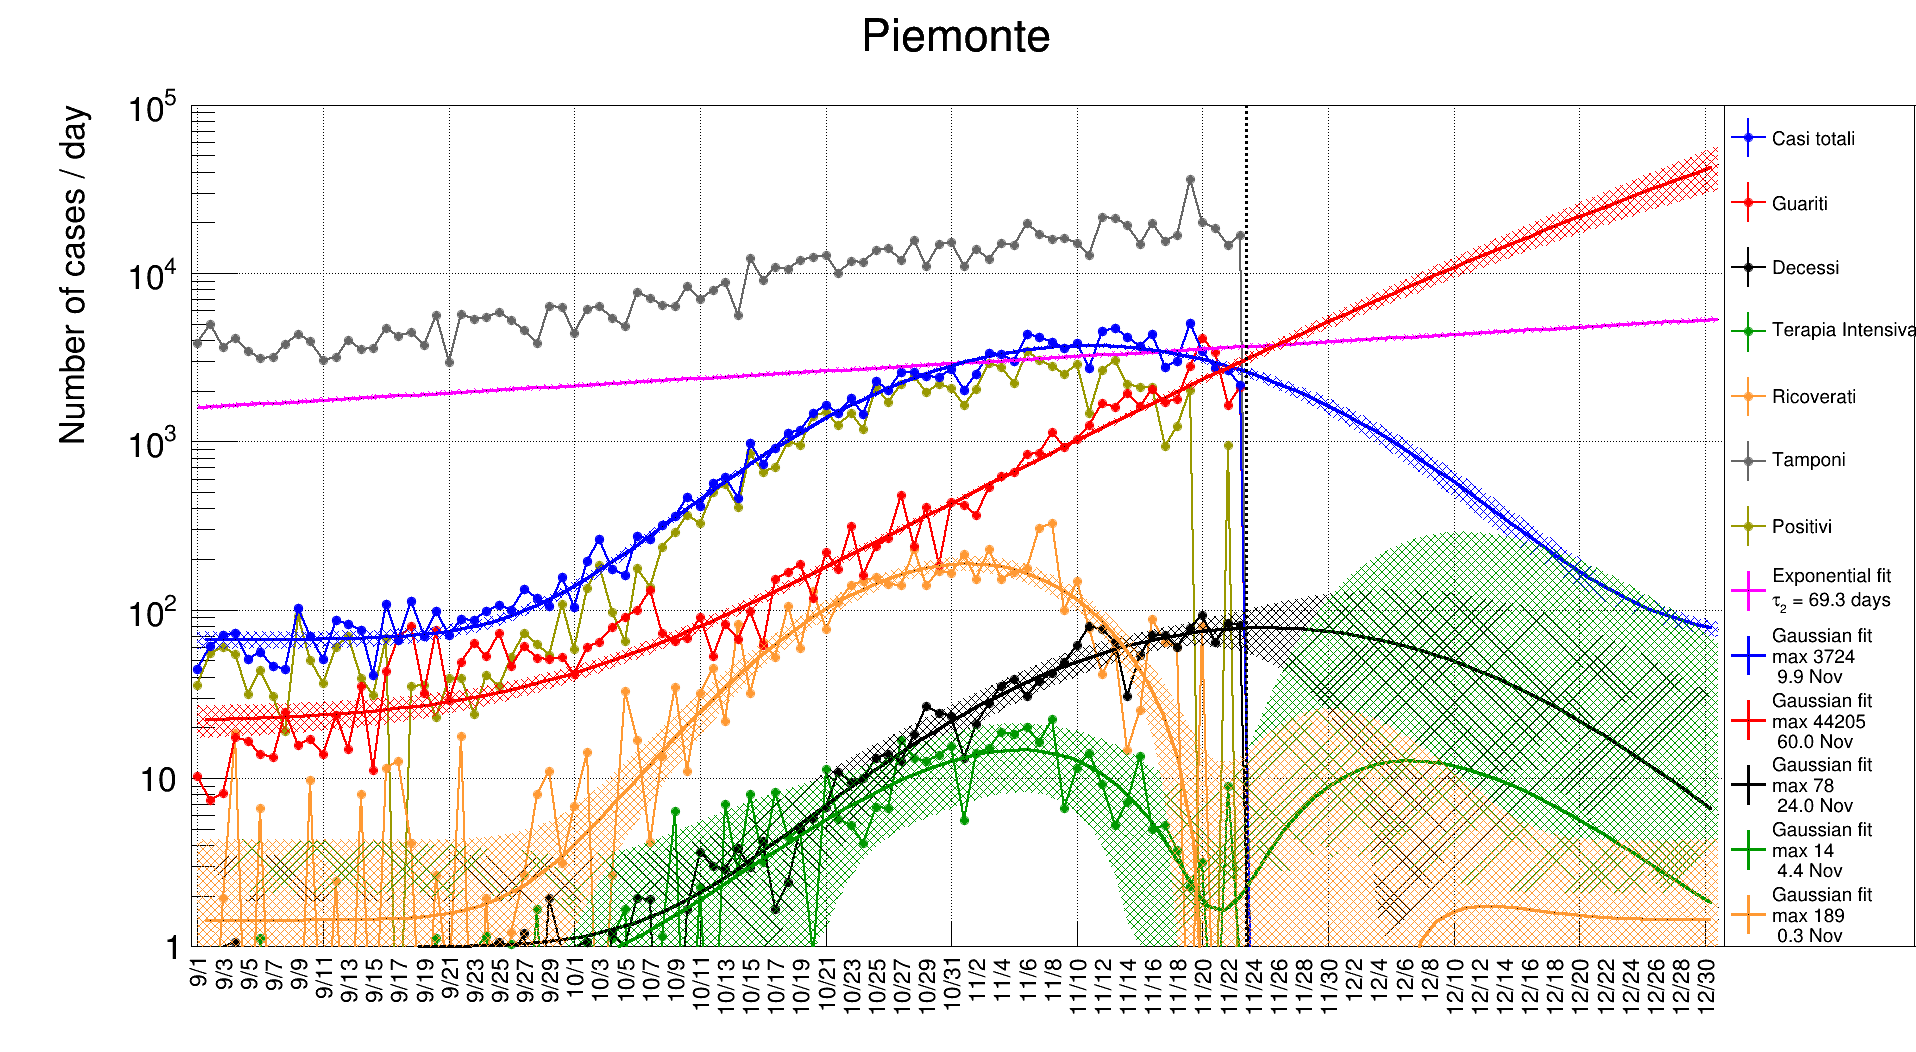 Piemonte
Number of cases / day
10^5
10^4
10^3
10^2
10
1
9/1
9/3
9/5
9/7
9/9
9/11
9/13
9/15
9/17
9/19
9/21
9/23
9/25
9/27
9/29
10/1
10/3
10/5
10/7
10/9
10/11
10/13
10/15
10/17
10/19
10/21
10/23
10/25
10/27
10/29
10/31
11/2
11/4
11/6
11/8
11/10
11/12
11/14
11/16
11/18
11/20
11/22
11/24
11/26
11/28
11/30
12/2
12/4
12/6
12/8
12/10
12/12
12/14
12/16
12/18
12/20
12/22
12/24
12/26
12/28
12/30
Casi totali
Guariti
Decessi
Terapia Intensiva
Ricoverati
Tamponi
Positivi
Exponential fit
τ₂ = 69.3 days
Gaussian fit
max 3724
9.9 Nov
Gaussian fit
max 44205
60.0 Nov
Gaussian fit
max 78
24.0 Nov
Gaussian fit
max 14
4.4 Nov
Gaussian fit
max 189
0.3 Nov